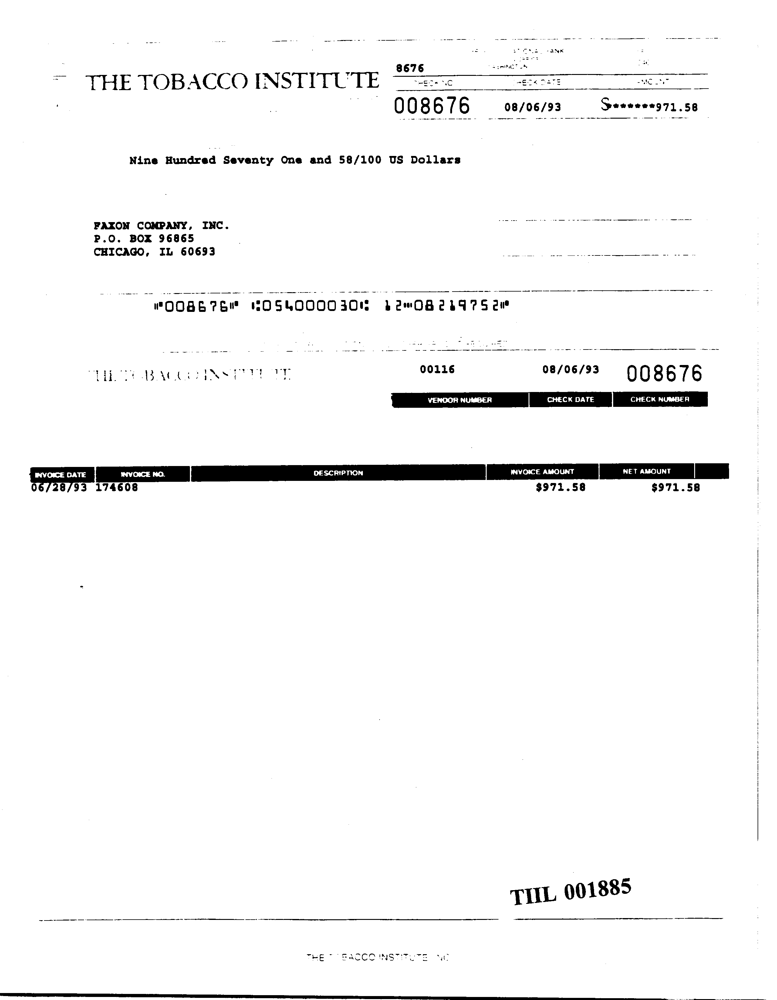 8676
THE TOBACCO INSTITUTE
CHECK NO. CHECK DATE AMOUNT
008676 08/06/93 $*******971.58
Nine Hundred Seventy One and 58/100 US Dollars
FAXON COMPANY, INC.
P.O. BOX 96865
CHICAGO, IL 60693
⑈008676⑈ ⑆054000030⑆ 12⑈08219752⑈
THE TOBACCO INSTITUTE 00116 08/06/93 008676
VENDOR NUMBER CHECK DATE CHECK NUMBER
INVOICE DATE INVOICE NO. DESCRIPTION INVOICE AMOUNT NET AMOUNT
06/28/93 174608 $971.58 $971.58
TIIL 001885
THE TOBACCO INSTITUTE INC